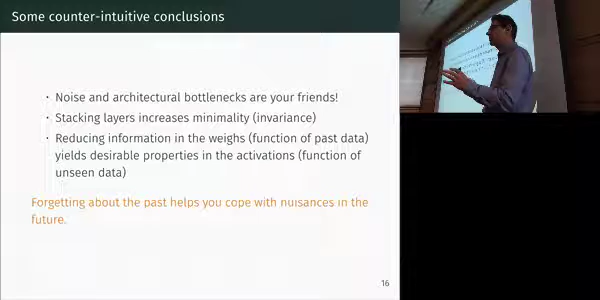 Some counter-intuitive conclusions
· Noise and architectural bottlenecks are your friends!
· Stacking layers increases minimality (invariance)
· Reducing information in the weighs (function of past data)
yields desirable properties in the activations (function of
unseen data)
Forgetting about the past helps you cope with nuisances in the
future.
16